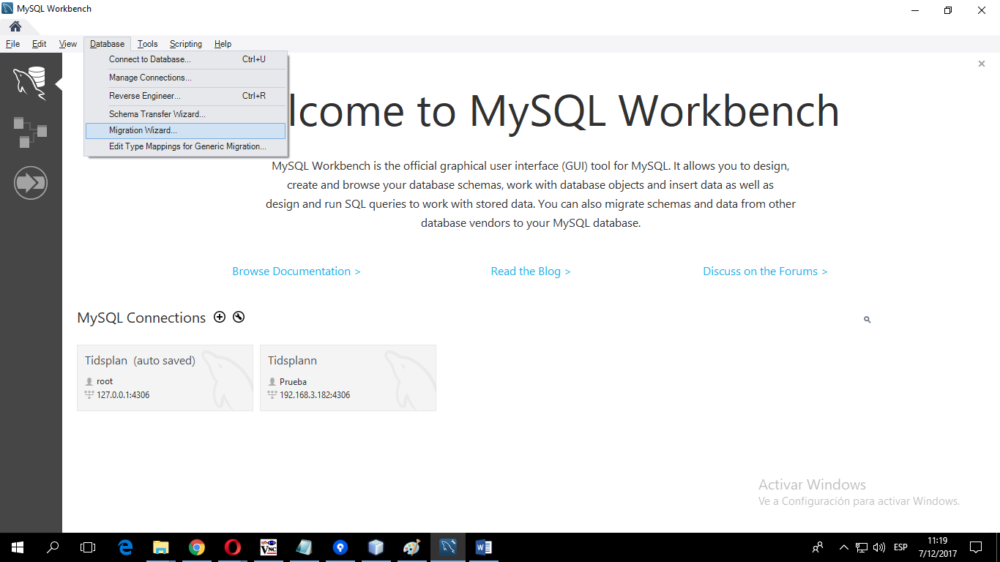 MySQL Workbench
File Edit View Database Tools Scripting Help
Connect to Database... Ctrl+U
Manage Connections...
Reverse Engineer... Ctrl+R
Schema Transfer Wizard...
Migration Wizard...
Edit Type Mappings for Generic Migration...
lcome to MySQL Workbench
MySQL Workbench is the official graphical user interface (GUI) tool for MySQL. It allows you to design,
create and browse your database schemas, work with database objects and insert data as well as
design and run SQL queries to work with stored data. You can also migrate schemas and data from other
database vendors to your MySQL database.
Browse Documentation >
Read the Blog >
Discuss on the Forums >
MySQL Connections
Tidsplan (auto saved)
root
127.0.0.1:4306
Tidsplann
Prueba
192.168.3.182:4306
Activar Windows
Ve a Configuración para activar Windows.
VNC
ESP
11:19
7/12/2017